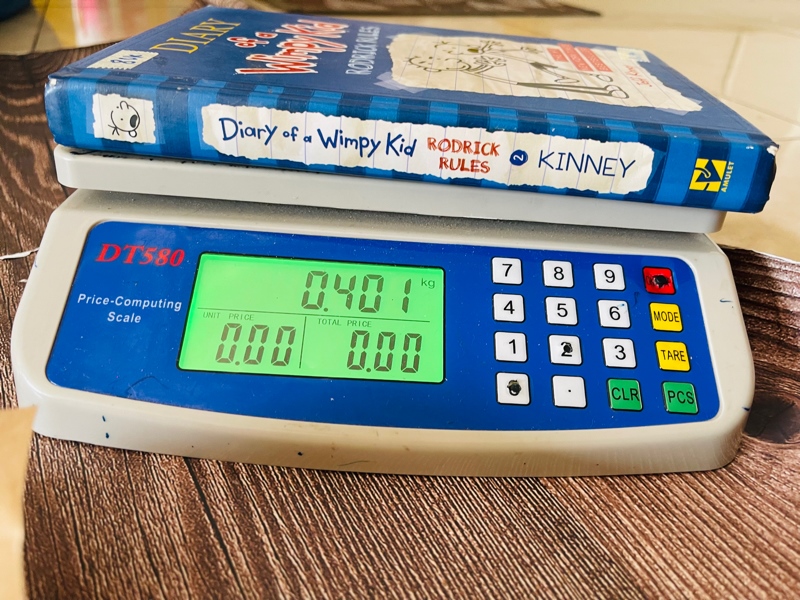 DIARY
of a
Wimpy Kid
RODRICK RULES
Diary of a Wimpy Kid RODRICK RULES 2 KINNEY
AMULET
DT580
Price-Computing
Scale
0.401 kg
UNIT PRICE TOTAL PRICE
0.00 0.00
7 8 9
4 5 6 MODE
1 2 3 TARE
0 . CLR PCS